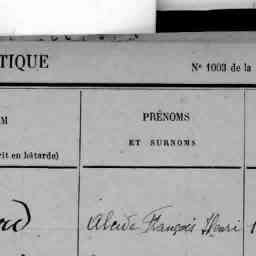 TIQUE
N° 1003 de la
M
PRÉNOMS
ET SURNOMS
rit en bâtarde)
Alcide François Henri